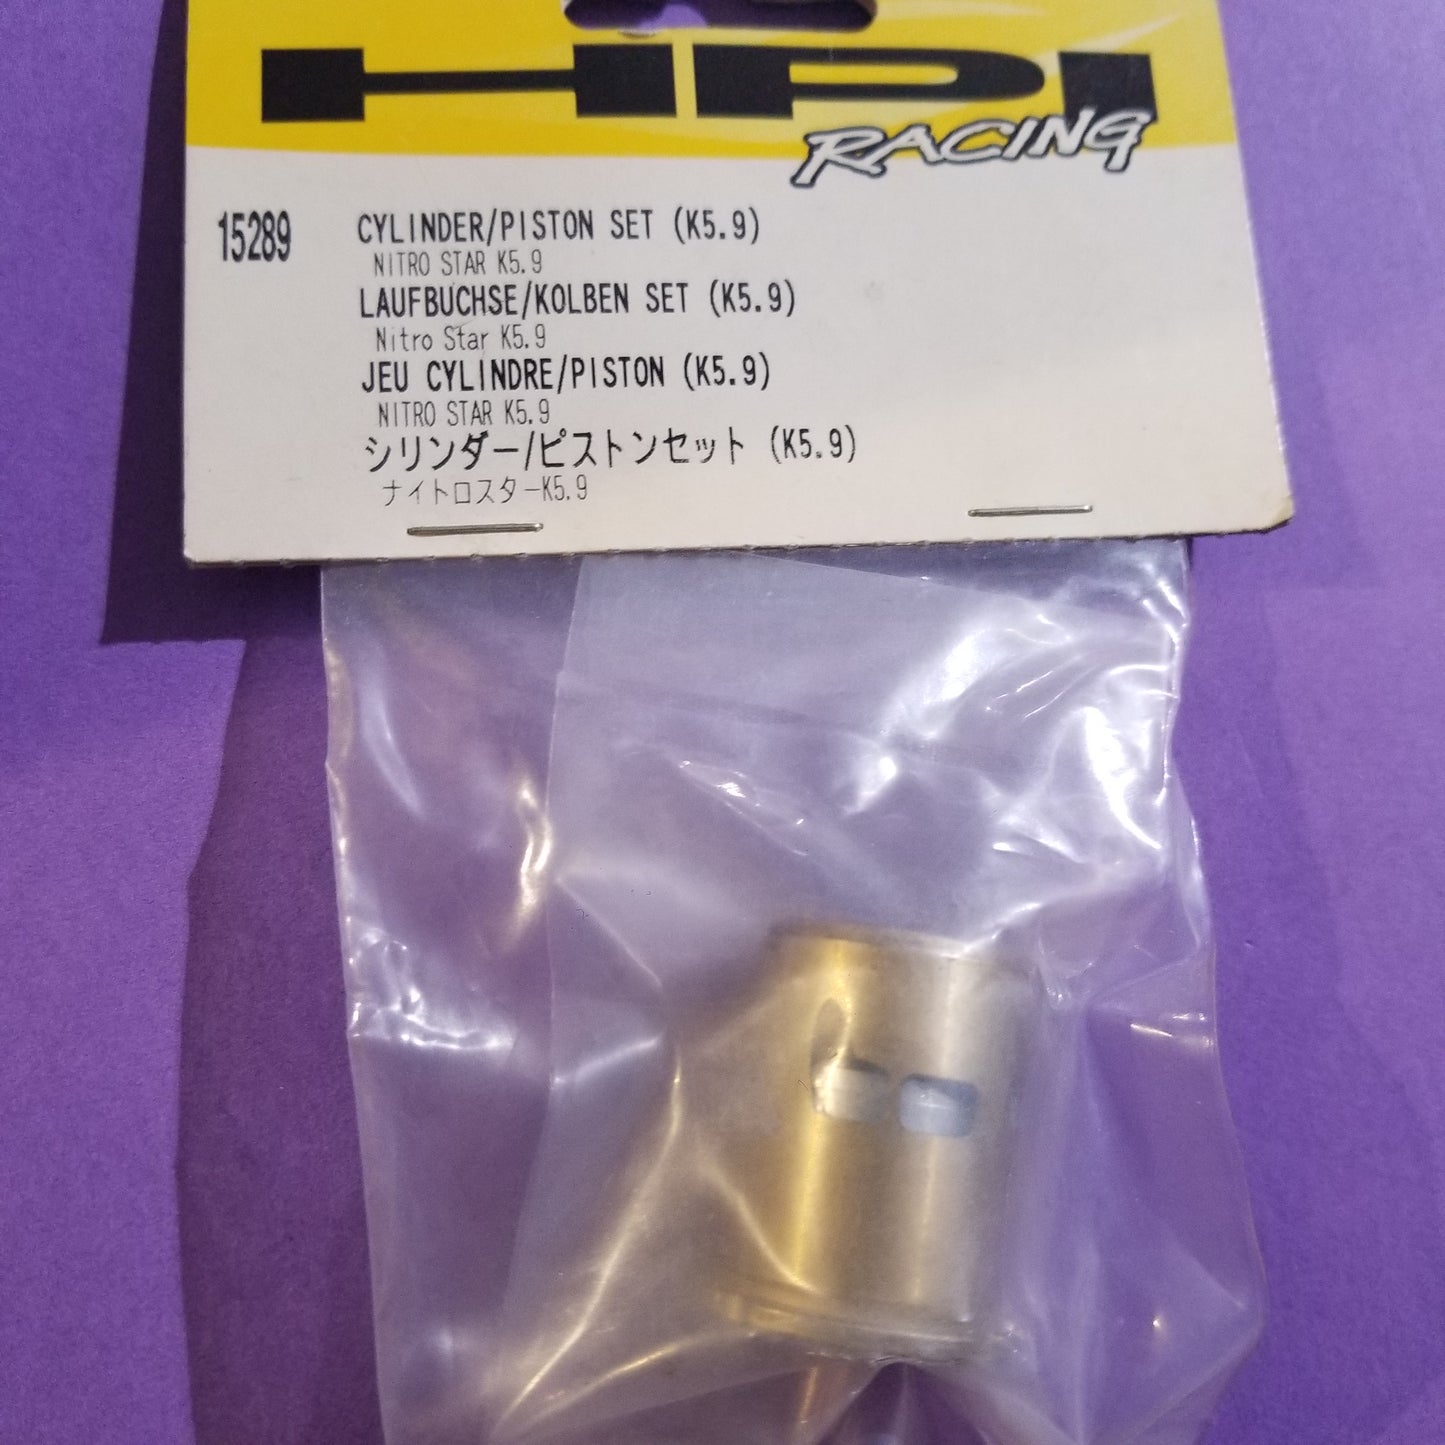 HPI
RACING
15289 CYLINDER/PISTON SET (K5.9)
NITRO STAR K5.9
LAUFBUCHSE/KOLBEN SET (K5.9)
Nitro Star K5.9
JEU CYLINDRE/PISTON (K5.9)
NITRO STAR K5.9
シリンダー/ピストンセット (K5.9)
ナイトロスターK5.9